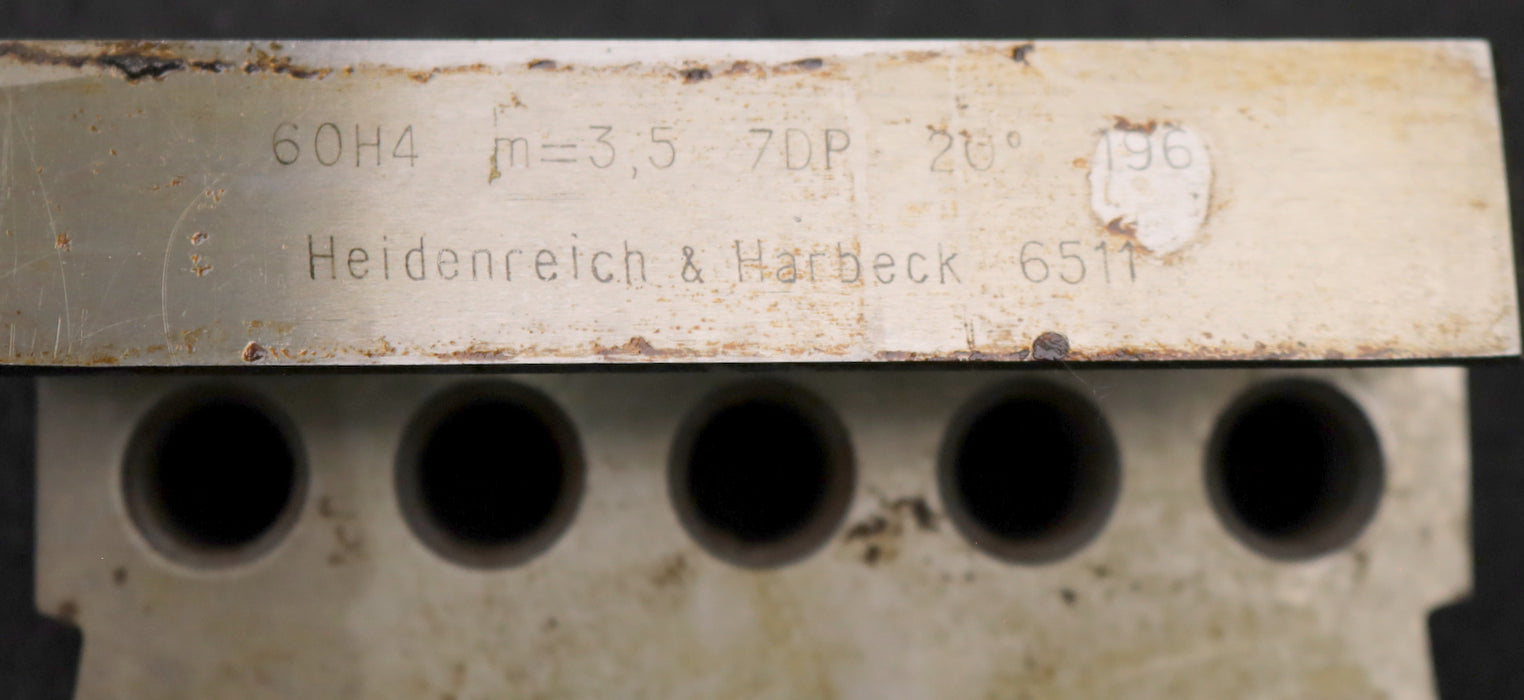 60H4 m=3,5 7DP 20° 196
Heidenreich & Harbeck 6511